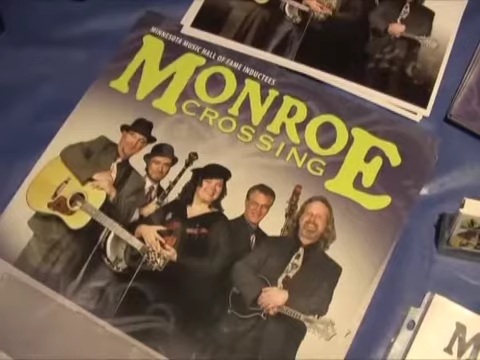 MINNESOTA MUSIC HALL OF FAME INDUCTEES
MONROE
CROSSING
M